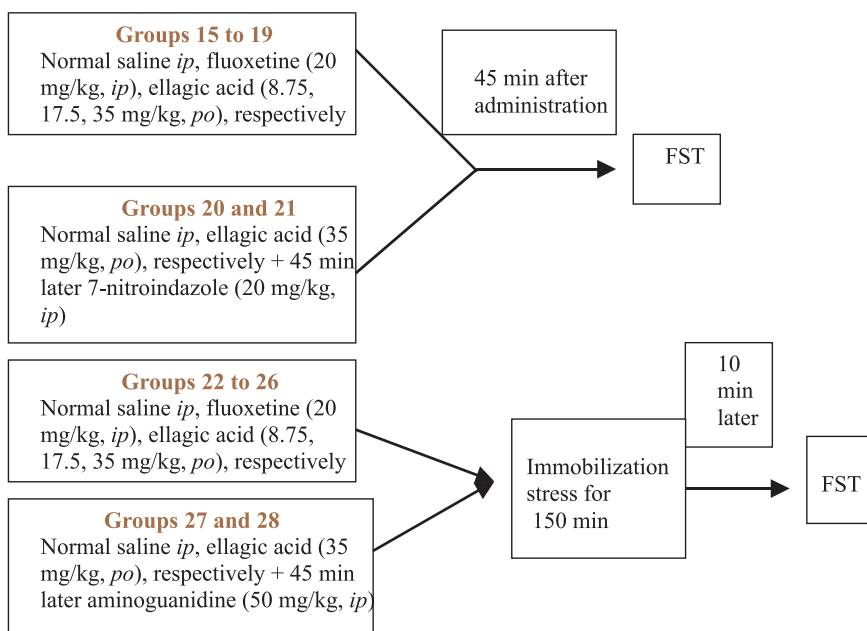 Groups 15 to 19
Normal saline ip, fluoxetine (20
mg/kg, ip), ellagic acid (8.75,
17.5, 35 mg/kg, po), respectively
45 min after
administration
FST
Groups 20 and 21
Normal saline ip, ellagic acid (35
mg/kg, po), respectively + 45 min
later 7-nitroindazole (20 mg/kg,
ip)
Groups 22 to 26
Normal saline ip, fluoxetine (20
mg/kg, ip), ellagic acid (8.75,
17.5, 35 mg/kg, po), respectively
Groups 27 and 28
Normal saline ip, ellagic acid (35
mg/kg, po), respectively + 45 min
later aminoguanidine (50 mg/kg, ip)
Immobilization
stress for
150 min
10
min
later
FST